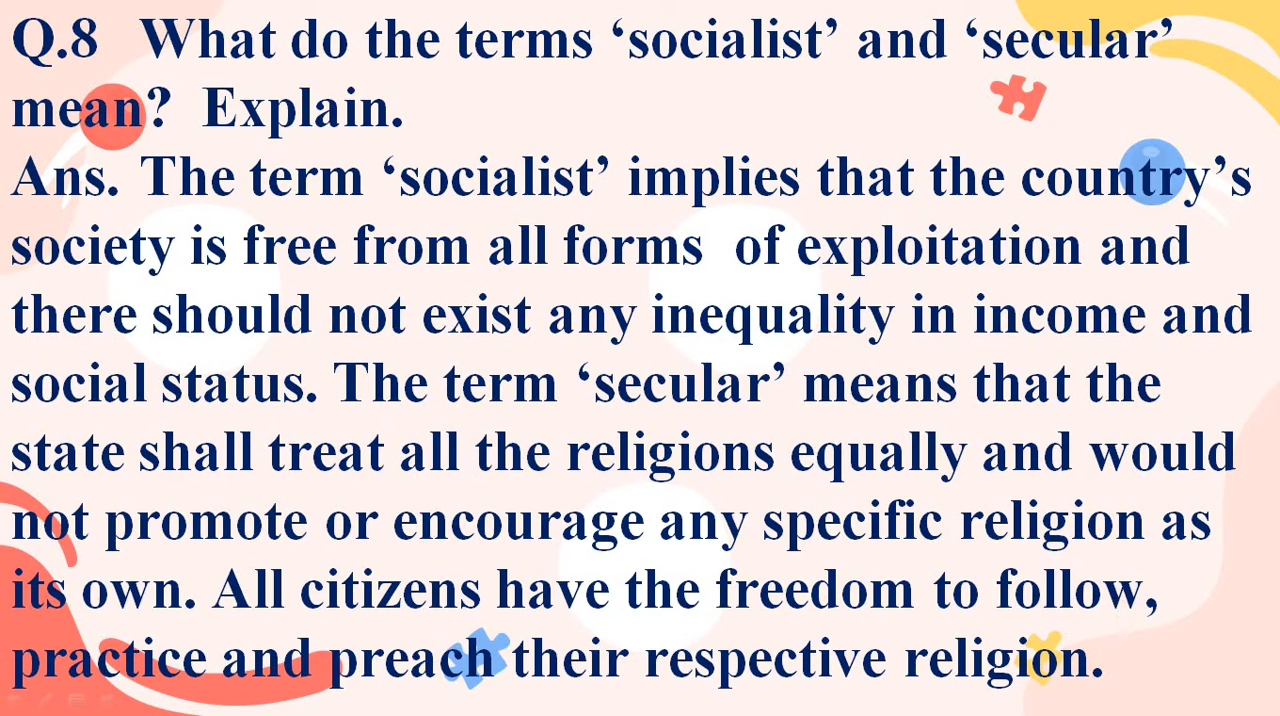 Q.8 What do the terms ‘socialist’ and ‘secular’
mean? Explain.
Ans. The term ‘socialist’ implies that the country’s
society is free from all forms of exploitation and
there should not exist any inequality in income and
social status. The term ‘secular’ means that the
state shall treat all the religions equally and would
not promote or encourage any specific religion as
its own. All citizens have the freedom to follow,
practice and preach their respective religion.